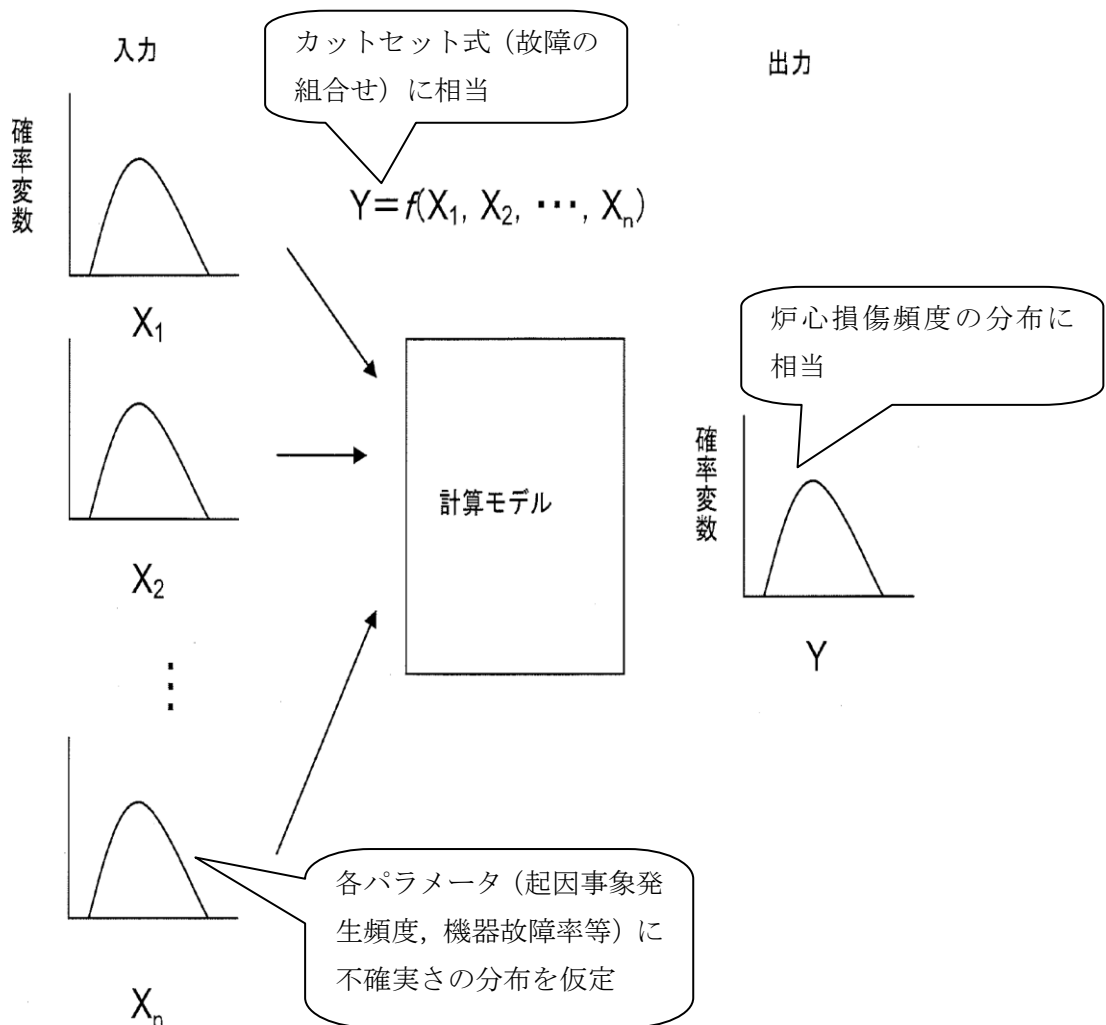 入力
カットセット式(故障の
組合せ)に相当
出力
確率変数
Y=f(X₁, X₂, ⋯, Xₙ)
X₁
炉心損傷頻度の分布に
相当
確率変数
計算モデル
X₂
Y
⋮
各パラメータ(起因事象発
生頻度,機器故障率等)に
不確実さの分布を仮定
Xₙ